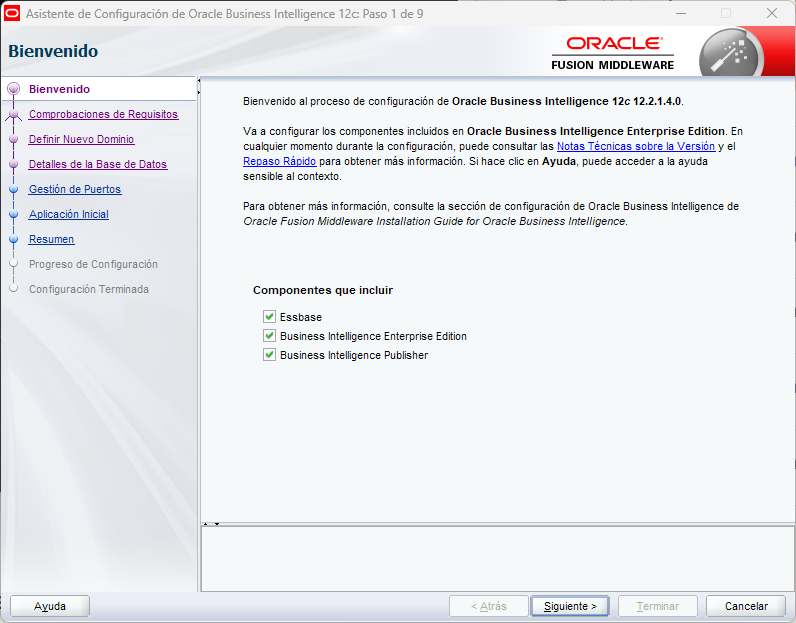 Asistente de Configuración de Oracle Business Intelligence 12c: Paso 1 de 9
Bienvenido
ORACLE
FUSION MIDDLEWARE
Bienvenido
Comprobaciones de Requisitos
Definir Nuevo Dominio
Detalles de la Base de Datos
Gestión de Puertos
Aplicación Inicial
Resumen
Progreso de Configuración
Configuración Terminada
Bienvenido al proceso de configuración de Oracle Business Intelligence 12c 12.2.1.4.0.
Va a configurar los componentes incluidos en Oracle Business Intelligence Enterprise Edition. En
cualquier momento durante la configuración, puede consultar las Notas Técnicas sobre la Versión y el
Repaso Rápido para obtener más información. Si hace clic en Ayuda, puede acceder a la ayuda
sensible al contexto.
Para obtener más información, consulte la sección de configuración de Oracle Business Intelligence de
Oracle Fusion Middleware Installation Guide for Oracle Business Intelligence.
Componentes que incluir
Essbase
Business Intelligence Enterprise Edition
Business Intelligence Publisher
Ayuda
< Atrás
Siguiente >
Terminar
Cancelar